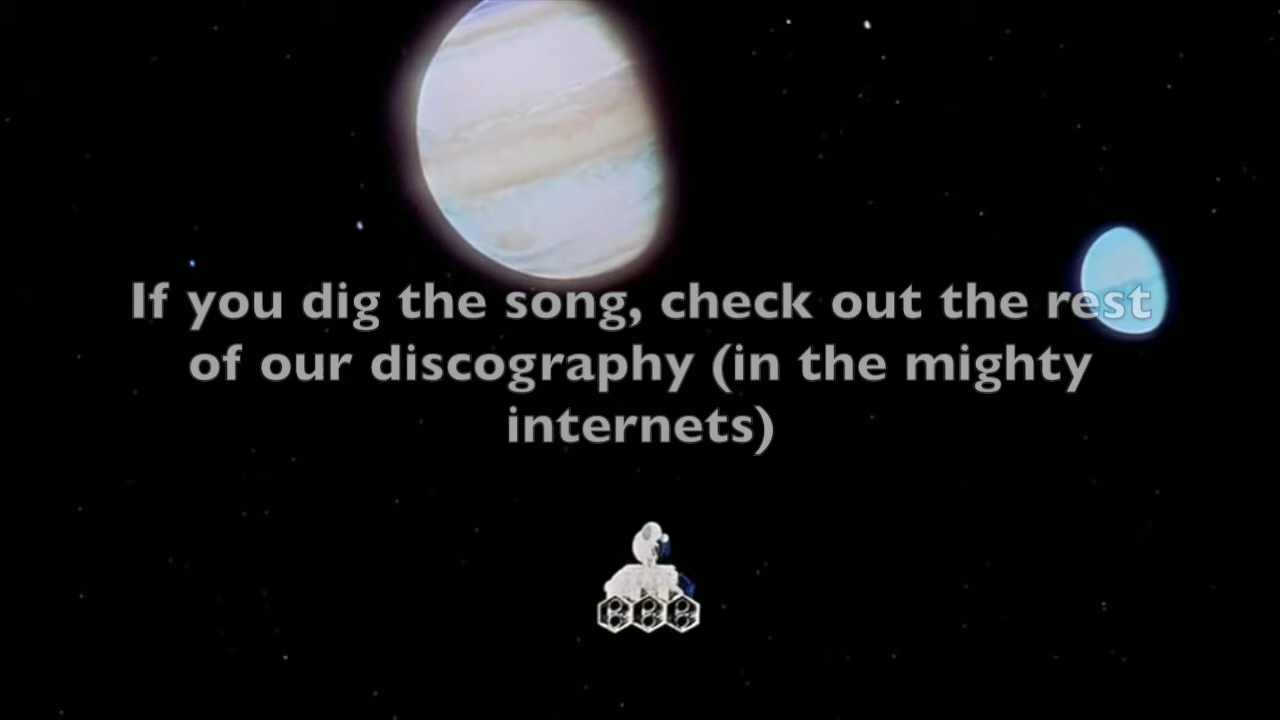 If you dig the song, check out the rest
of our discography (in the mighty
internets)